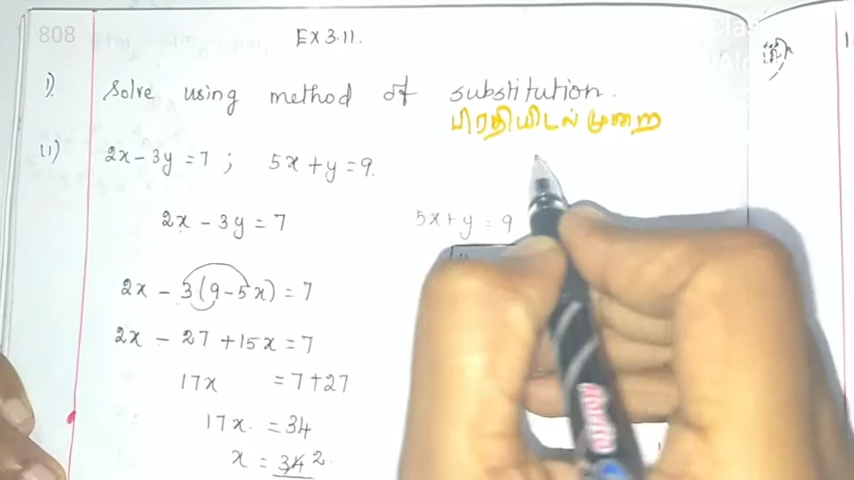 808
Ex 3.11.
1). Solve using method of substitution.
பிரதியிடல் முறை
(1) 2x - 3y = 7 ; 5x + y = 9.
2x - 3y = 7 5x + y = 9
2x - 3(9 - 5x) = 7
2x - 27 + 15x = 7
17x = 7 + 27
17x = 34
x = 34 2